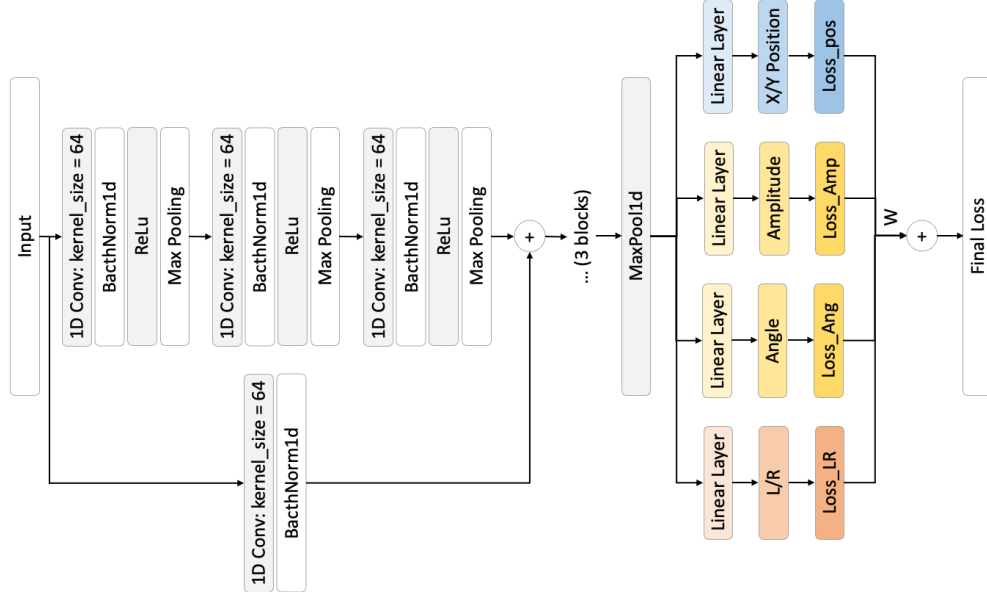 Input
1D Conv: kernel_size = 64
BacthNorm1d
ReLu
Max Pooling
1D Conv: kernel_size = 64
BacthNorm1d
ReLu
Max Pooling
1D Conv: kernel_size = 64
BacthNorm1d
ReLu
Max Pooling
1D Conv: kernel_size = 64
BacthNorm1d
+
... (3 blocks)
MaxPool1d
Linear Layer
L/R
Loss_LR
Linear Layer
Angle
Loss_Ang
Linear Layer
Amplitude
Loss_Amp
Linear Layer
X/Y Position
Loss_pos
W
+
Final Loss